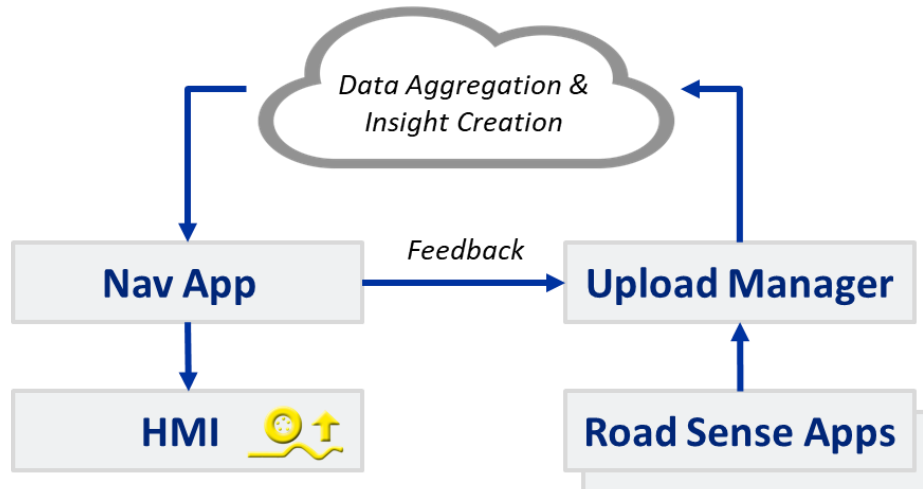 Data Aggregation &
Insight Creation
Feedback
Nav App
Upload Manager
HMI
Road Sense Apps